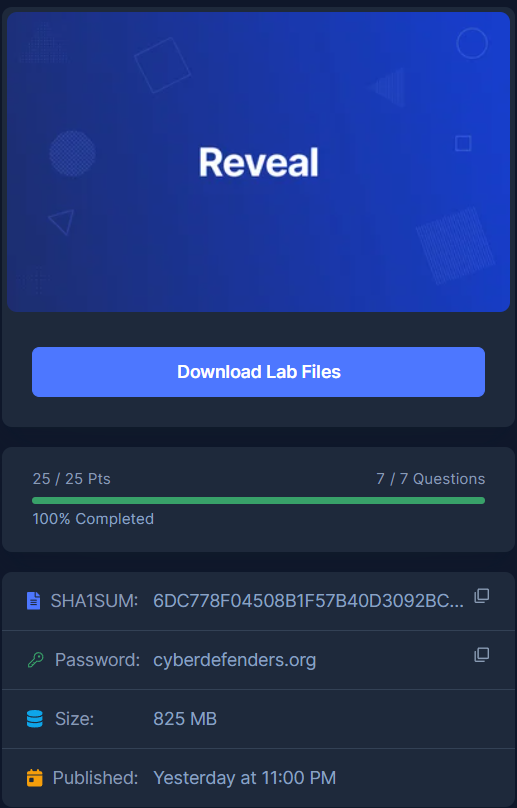 Reveal
Download Lab Files
25 / 25 Pts 7 / 7 Questions
100% Completed
SHA1SUM: 6DC778F04508B1F57B40D3092BC...
Password: cyberdefenders.org
Size: 825 MB
Published: Yesterday at 11:00 PM